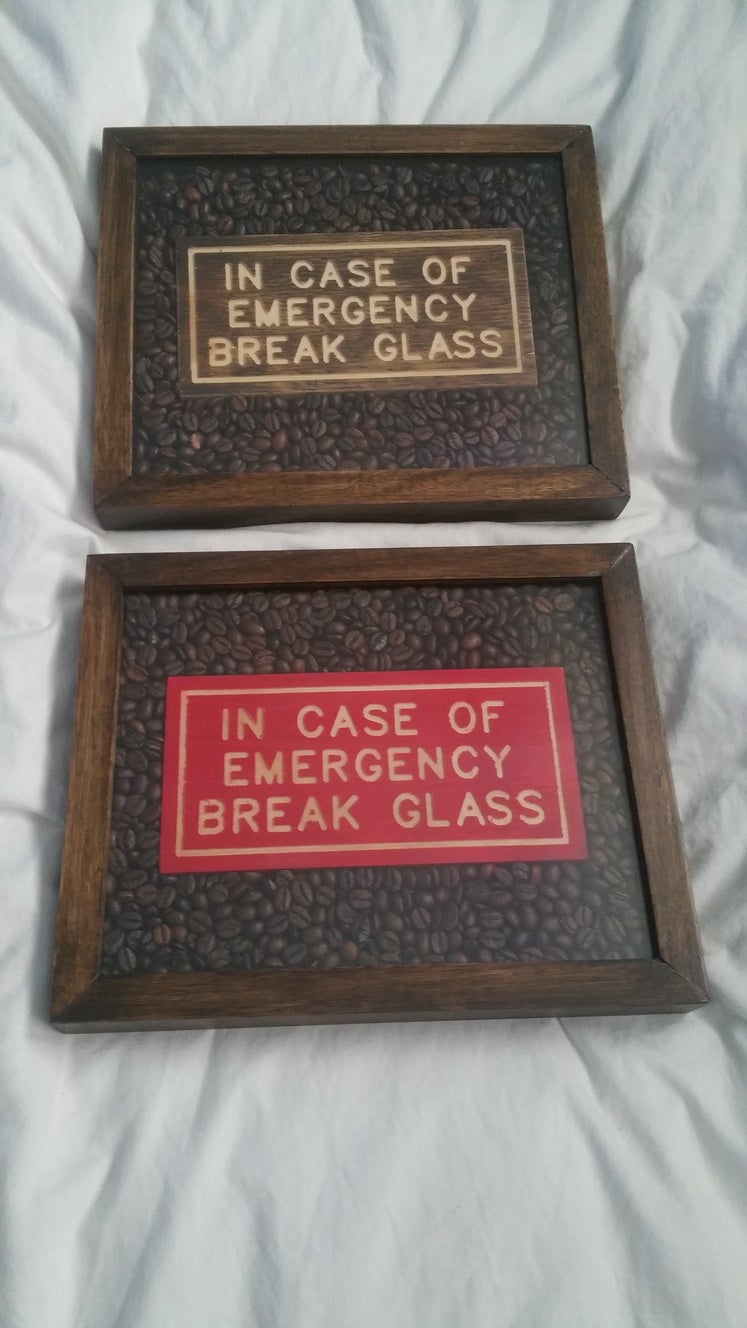 IN CASE OF
EMERGENCY
BREAK GLASS
IN CASE OF
EMERGENCY
BREAK GLASS